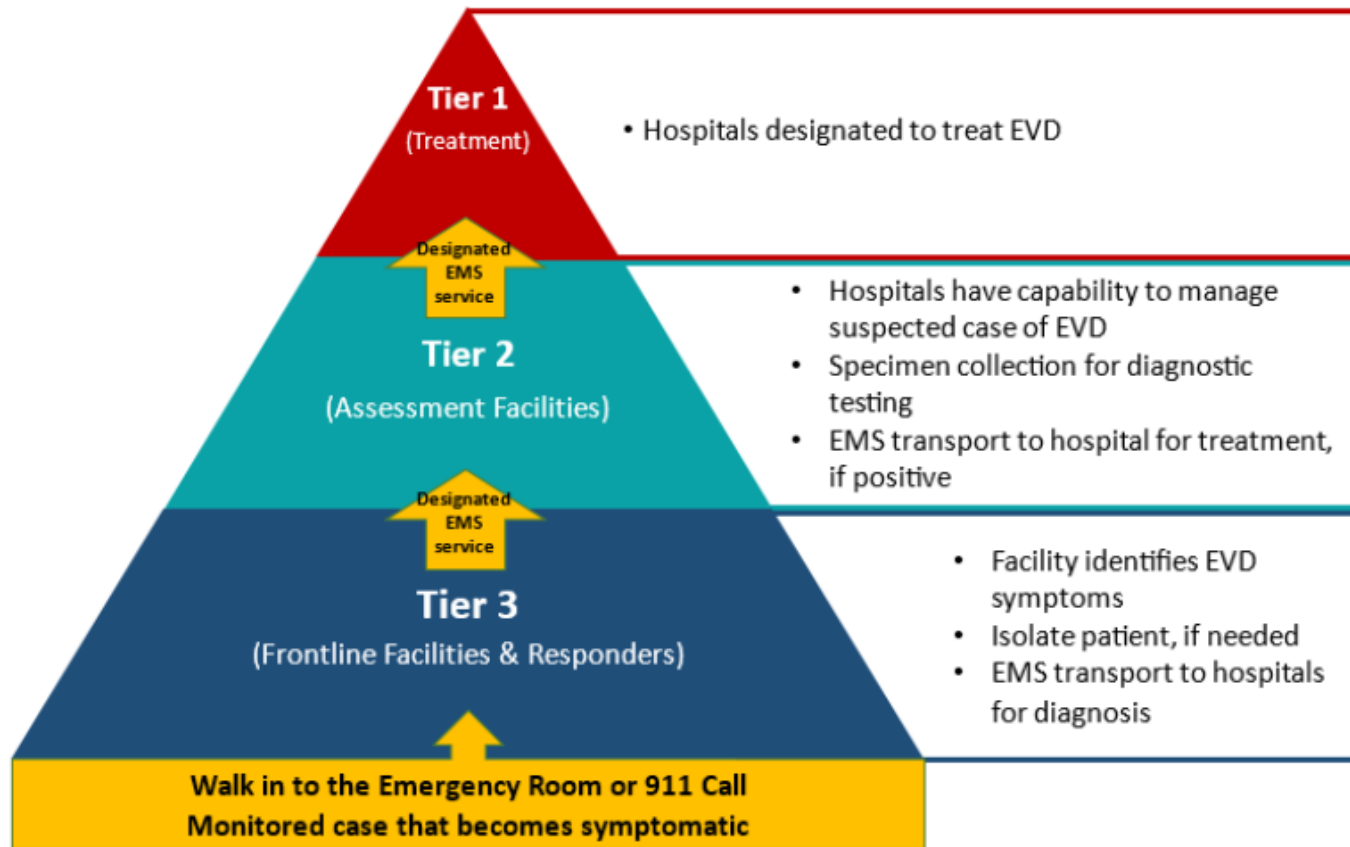 Tier 1
(Treatment)
• Hospitals designated to treat EVD
Designated
EMS
service
Tier 2
(Assessment Facilities)
• Hospitals have capability to manage
suspected case of EVD
• Specimen collection for diagnostic
testing
• EMS transport to hospital for treatment,
if positive
Designated
EMS
service
Tier 3
(Frontline Facilities & Responders)
• Facility identifies EVD
symptoms
• Isolate patient, if needed
• EMS transport to hospitals
for diagnosis
Walk in to the Emergency Room or 911 Call
Monitored case that becomes symptomatic